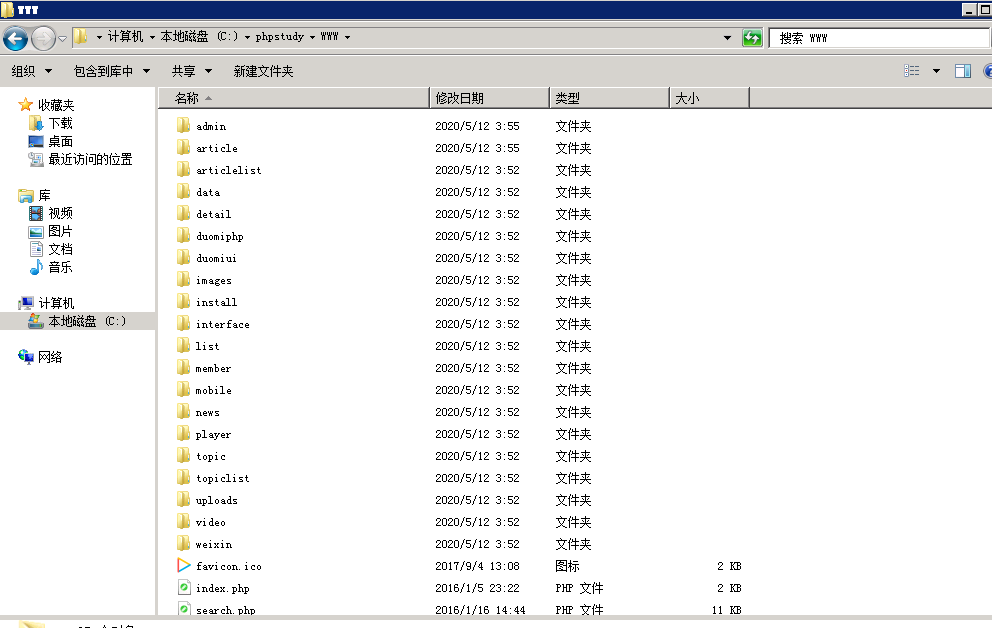 WWW
计算机 本地磁盘 (C:) phpstudy WWW 搜索 WWW
组织 包含到库中 共享 新建文件夹
收藏夹
下载
桌面
最近访问的位置
库
视频
图片
文档
音乐
计算机
本地磁盘 (C:)
网络
名称 修改日期 类型 大小
admin 2020/5/12 3:55 文件夹
article 2020/5/12 3:55 文件夹
articlelist 2020/5/12 3:52 文件夹
data 2020/5/12 3:52 文件夹
detail 2020/5/12 3:52 文件夹
duomiphp 2020/5/12 3:52 文件夹
duomiui 2020/5/12 3:52 文件夹
images 2020/5/12 3:52 文件夹
install 2020/5/12 3:52 文件夹
interface 2020/5/12 3:52 文件夹
list 2020/5/12 3:52 文件夹
member 2020/5/12 3:52 文件夹
mobile 2020/5/12 3:52 文件夹
news 2020/5/12 3:52 文件夹
player 2020/5/12 3:52 文件夹
topic 2020/5/12 3:52 文件夹
topiclist 2020/5/12 3:52 文件夹
uploads 2020/5/12 3:52 文件夹
video 2020/5/12 3:52 文件夹
weixin 2020/5/12 3:52 文件夹
favicon.ico 2017/9/4 13:08 图标 2 KB
index.php 2016/1/5 23:22 PHP 文件 2 KB
search.php 2016/1/16 14:44 PHP 文件 11 KB